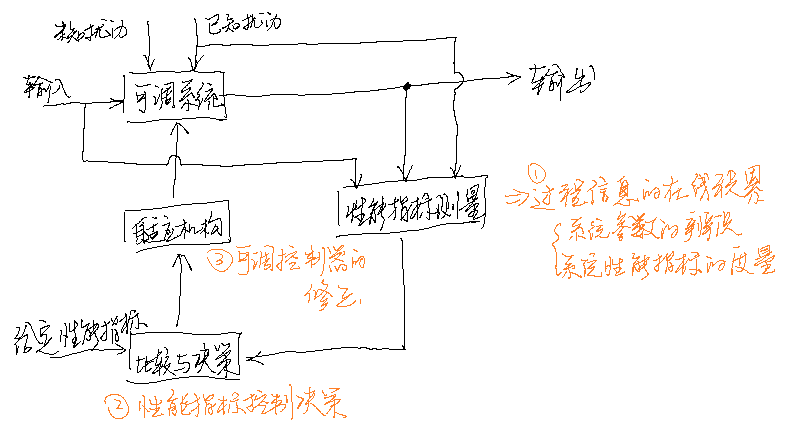 未知扰动
已知扰动
输入
可调系统
输出
性能指标测量
①
⇒过程信息的在线积累
系统参数的辨识
系统性能指标的度量
自适应机构
③可调控制器的
修正
给定性能指标
比较与决策
②性能指标控制决策